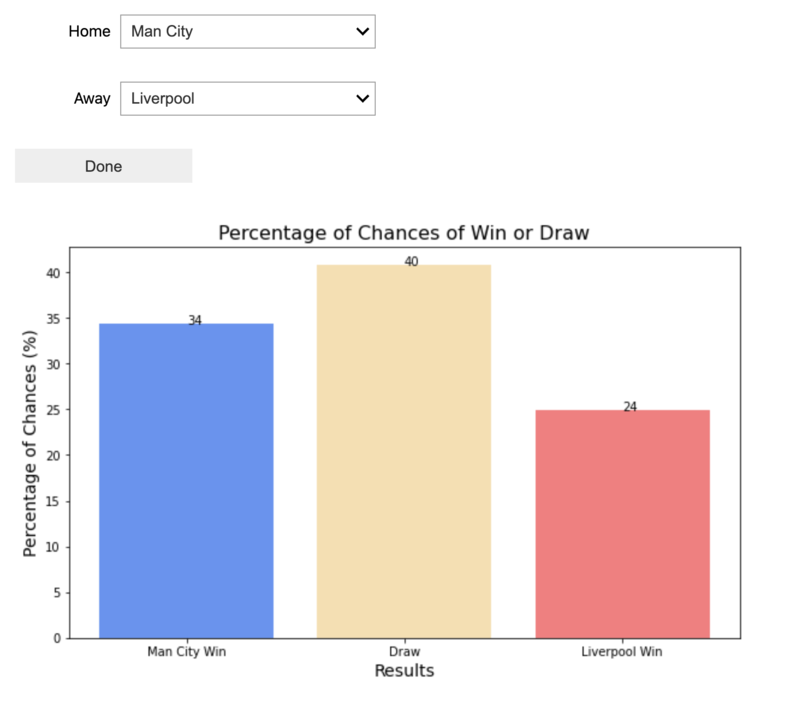 Home Man City
Away Liverpool
Done
Percentage of Chances of Win or Draw
Percentage of Chances (%)
40
35
30
25
20
15
10
5
0
34
40
24
Man City Win Draw Liverpool Win
Results